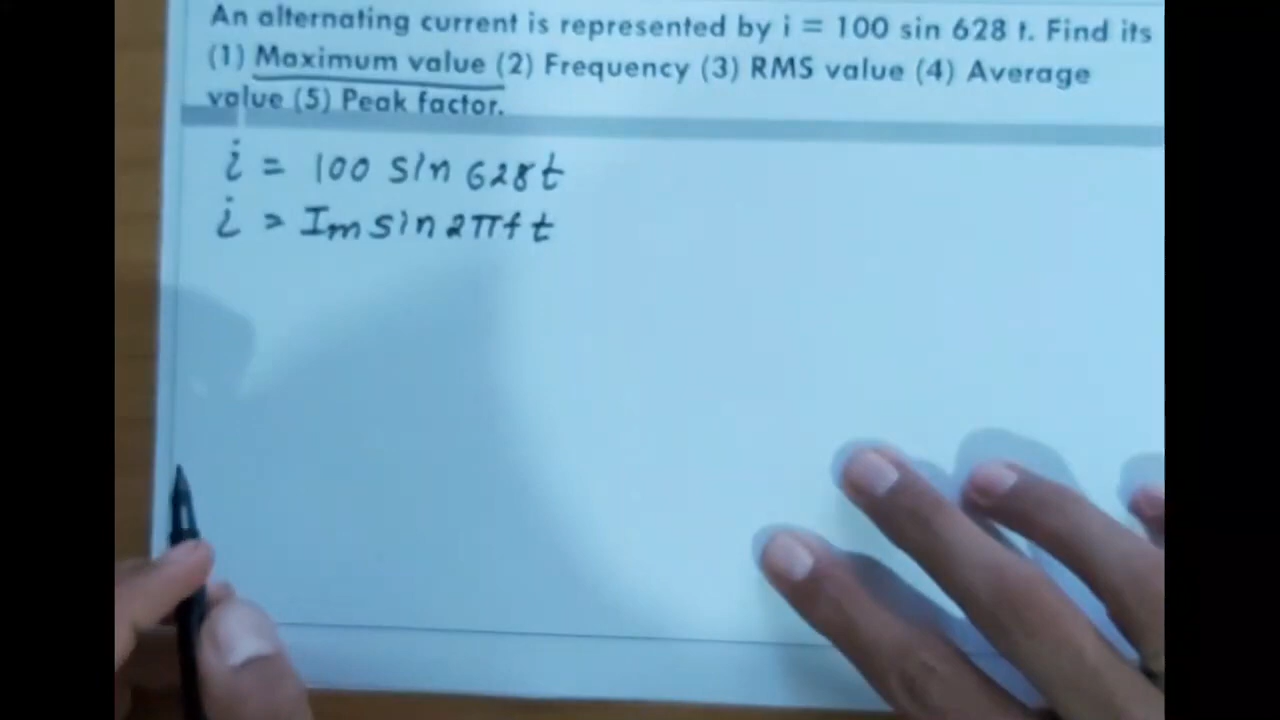 An alternating current is represented by i = 100 sin 628 t. Find its
(1) Maximum value (2) Frequency (3) RMS value (4) Average
value (5) Peak factor.
i = 100 sin 628t
i = Im sin 2πft